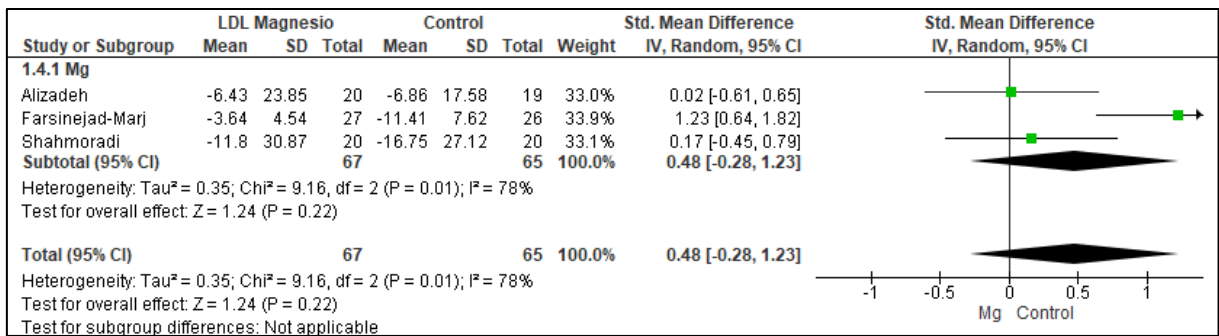 LDL Magnesio Control Std. Mean Difference Std. Mean Difference
Study or Subgroup Mean SD Total Mean SD Total Weight IV, Random, 95% CI IV, Random, 95% CI
1.4.1 Mg
Alizadeh -6.43 23.85 20 -6.86 17.58 19 33.0% 0.02 [-0.61, 0.65]
Farsinejad-Marj -3.64 4.54 27 -11.41 7.62 26 33.9% 1.23 [0.64, 1.82]
Shahmoradi -11.8 30.87 20 -16.75 27.12 20 33.1% 0.17 [-0.45, 0.79]
Subtotal (95% CI) 67 65 100.0% 0.48 [-0.28, 1.23]
Heterogeneity: Tau² = 0.35; Chi² = 9.16, df = 2 (P = 0.01); I² = 78%
Test for overall effect: Z = 1.24 (P = 0.22)
Total (95% CI) 67 65 100.0% 0.48 [-0.28, 1.23]
Heterogeneity: Tau² = 0.35; Chi² = 9.16, df = 2 (P = 0.01); I² = 78%
Test for overall effect: Z = 1.24 (P = 0.22)
Test for subgroup differences: Not applicable
-1 -0.5 0 0.5 1
Mg Control